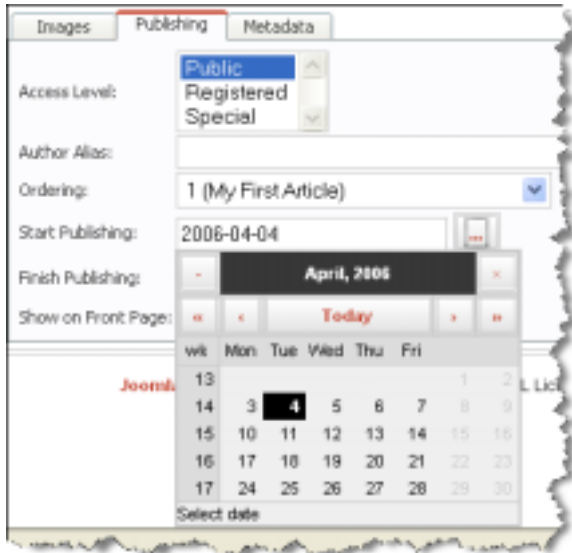 Images Publishing Metadata
Access Level:
Public
Registered
Special
Author Alias:
Ordering: 1 (My First Article)
Start Publishing: 2006-04-04 ...
Finish Publishing:
- April, 2006 ×
Show on Front Page: « ‹ Today › »
wk Mon Tue Wed Thu Fri
13 1 2
Joomla L Lic
14 3 4 5 6 7 8 9
15 10 11 12 13 14 15 16
16 17 18 19 20 21 22 23
17 24 25 26 27 28 29 30
Select date